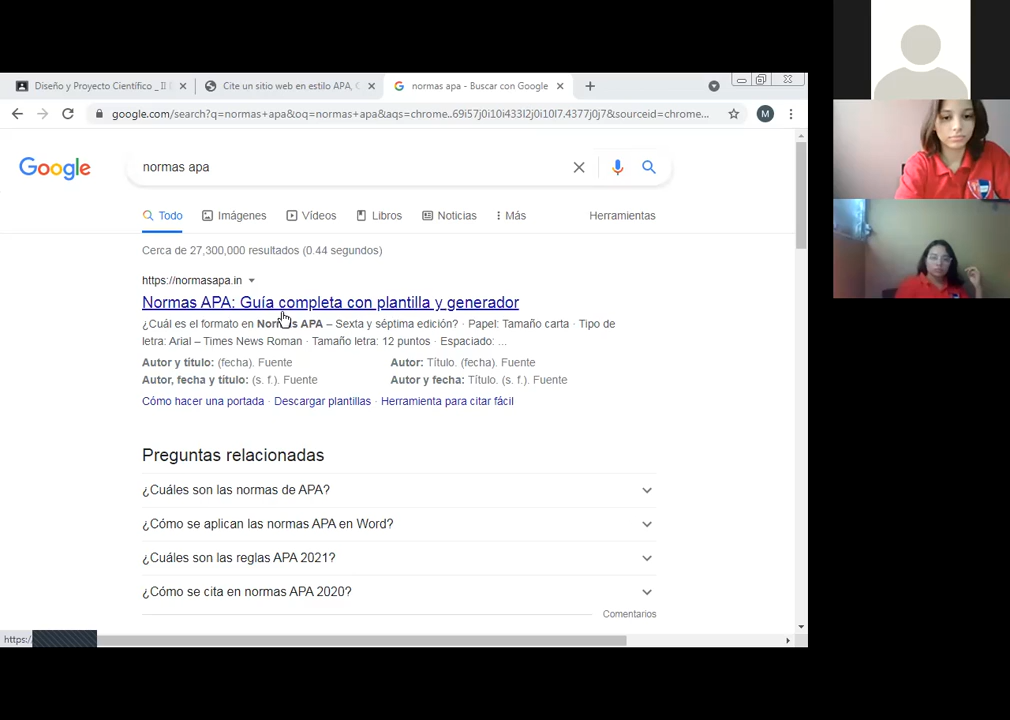 Diseño y Proyecto Científico _ II
Cite un sitio web en estilo APA,
normas apa - Buscar con Google
google.com/search?q=normas+apa&oq=normas+apa&aqs=chrome..69i57j0i10i433l2j0i10l7.4377j0j7&sourceid=chrome...
M
Google
normas apa
Todo
Imágenes
Vídeos
Libros
Noticias
Más
Herramientas
Cerca de 27,300,000 resultados (0.44 segundos)
https://normasapa.in
Normas APA: Guía completa con plantilla y generador
¿Cuál es el formato en Normas APA – Sexta y séptima edición? · Papel: Tamaño carta · Tipo de
letra: Arial – Times News Roman · Tamaño letra: 12 puntos · Espaciado: ...
Autor y título: (fecha). Fuente
Autor: Título. (fecha). Fuente
Autor, fecha y título: (s. f.). Fuente
Autor y fecha: Título. (s. f.). Fuente
Cómo hacer una portada · Descargar plantillas · Herramienta para citar fácil
Preguntas relacionadas
¿Cuáles son las normas de APA?
¿Cómo se aplican las normas APA en Word?
¿Cuáles son las reglas APA 2021?
¿Cómo se cita en normas APA 2020?
Comentarios
https:/